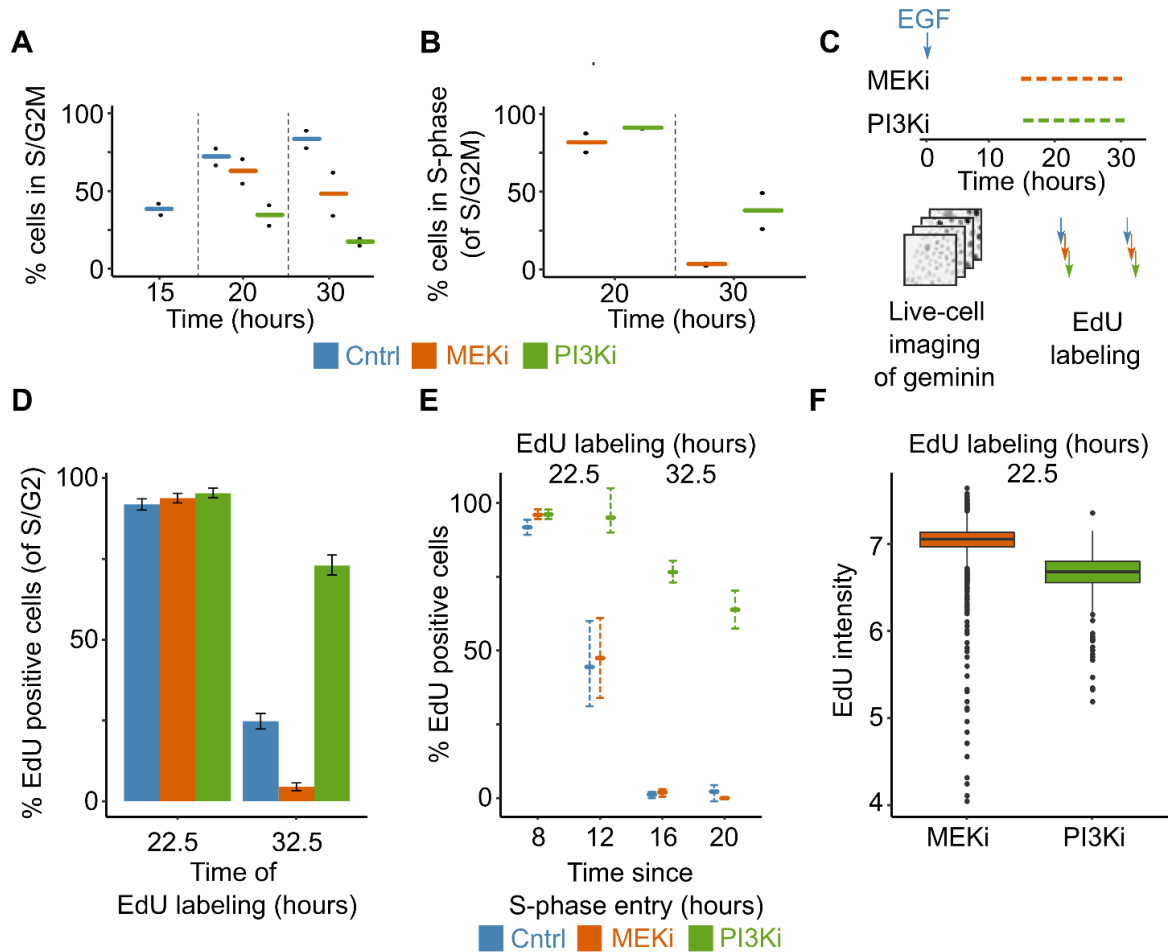 A
% cells in S/G2M
100
50
0
15
20
30
Time (hours)
B
% cells in S-phase
(of S/G2M)
100
50
0
20
30
Time (hours)
Cntrl MEKi PI3Ki
C
EGF
MEKi
PI3Ki
0 10 20 30
Time (hours)
Live-cell
imaging
of geminin
EdU
labeling
D
% EdU positive cells (of S/G2)
100
50
0
22.5
32.5
Time of
EdU labeling (hours)
E
EdU labeling (hours)
22.5 32.5
% EdU positive cells
100
50
0
8 12 16 20
Time since
S-phase entry (hours)
Cntrl MEKi PI3Ki
F
EdU labeling (hours)
22.5
EdU intensity
7
6
5
4
MEKi PI3Ki